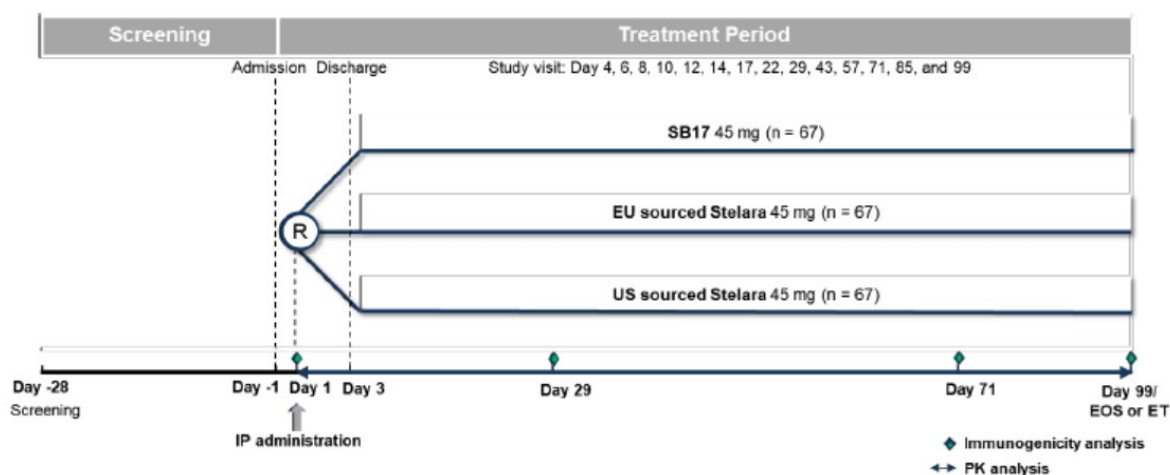 Screening
Treatment Period
Admission Discharge
Study visit: Day 4, 6, 8, 10, 12, 14, 17, 22, 29, 43, 57, 71, 85, and 99
SB17 45 mg (n = 67)
R
EU sourced Stelara 45 mg (n = 67)
US sourced Stelara 45 mg (n = 67)
Day -28
Screening
Day -1
Day 1
Day 3
Day 29
Day 71
Day 99/
EOS or ET
IP administration
Immunogenicity analysis
PK analysis